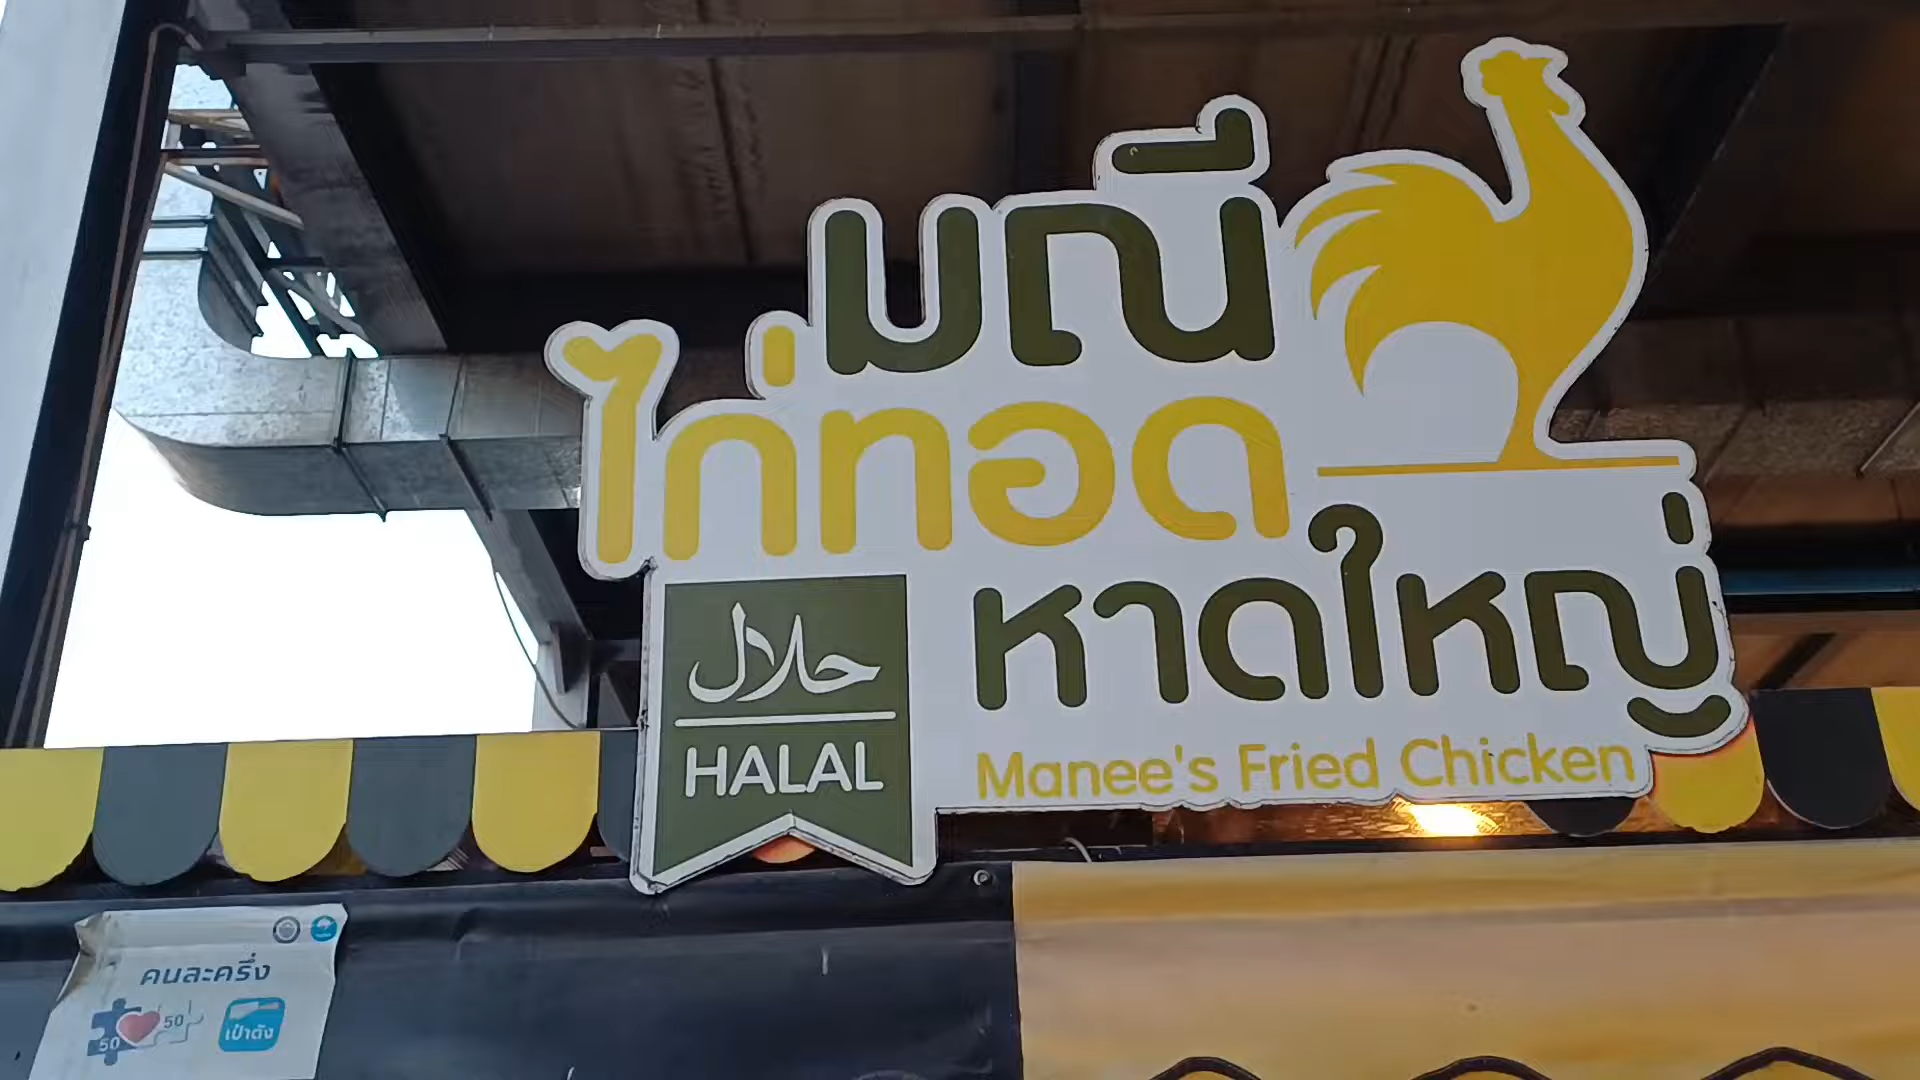 มณี
ไก่ทอด
หาดใหญ่
Manee's Fried Chicken
حلال
HALAL
คนละครึ่ง
50 50
เป๋าตัง